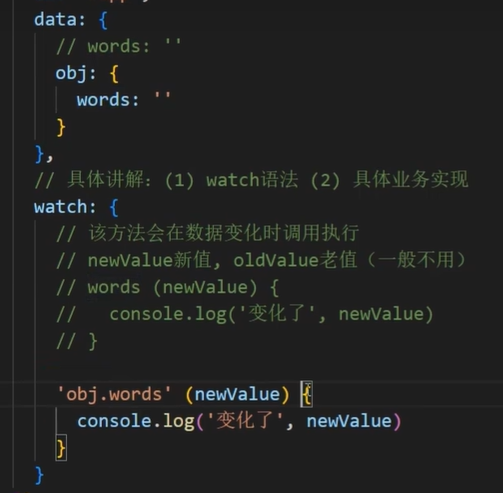 data: {
// words: ''
obj: {
words: ''
}
},
// 具体讲解：(1) watch语法 (2) 具体业务实现
watch: {
// 该方法会在数据变化时调用执行
// newValue新值, oldValue老值（一般不用）
// words (newValue) {
//   console.log('变化了', newValue)
// }
'obj.words' (newValue) {
console.log('变化了', newValue)
}
}